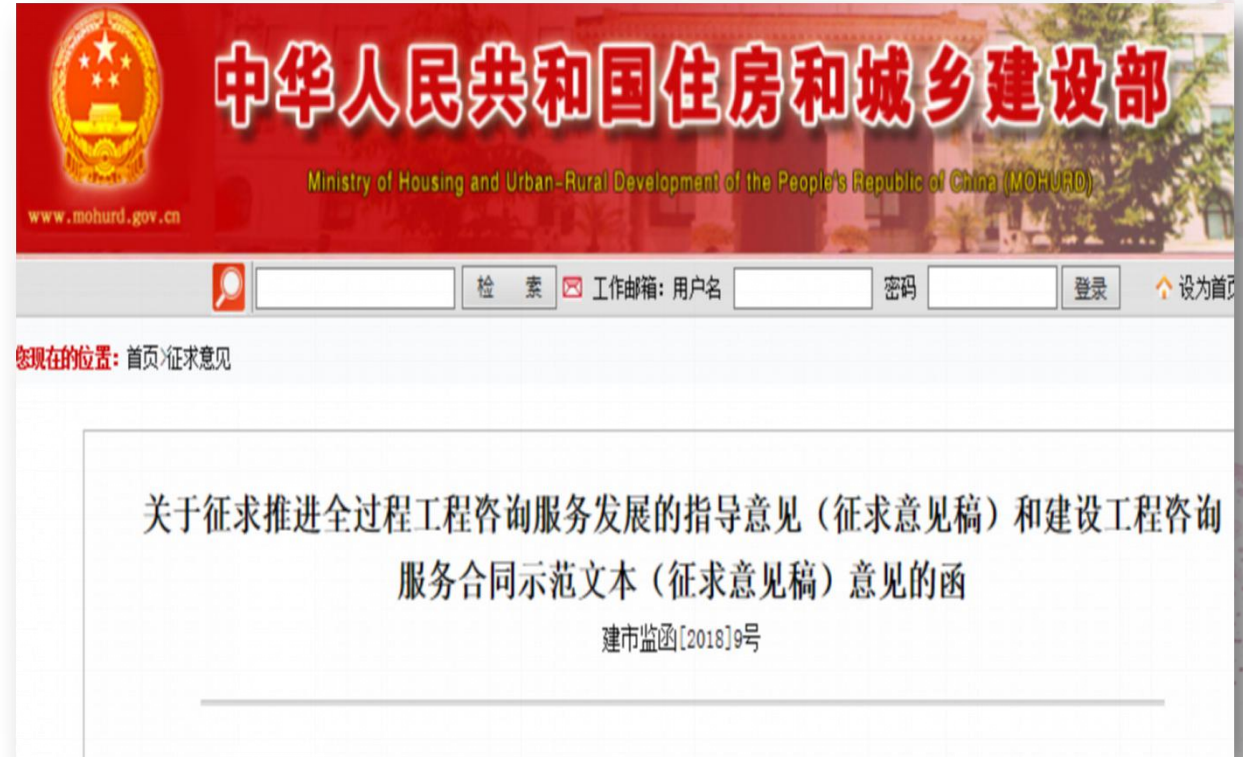 中华人民共和国住房和城乡建设部
Ministry of Housing and Urban-Rural Development of the People's Republic of China (MOHURD)
www.mohurd.gov.cn
检 索 工作邮箱：用户名 密码 登录 设为首页
您现在的位置：首页>征求意见
关于征求推进全过程工程咨询服务发展的指导意见（征求意见稿）和建设工程咨询
服务合同示范文本（征求意见稿）意见的函
建市监函[2018]9号